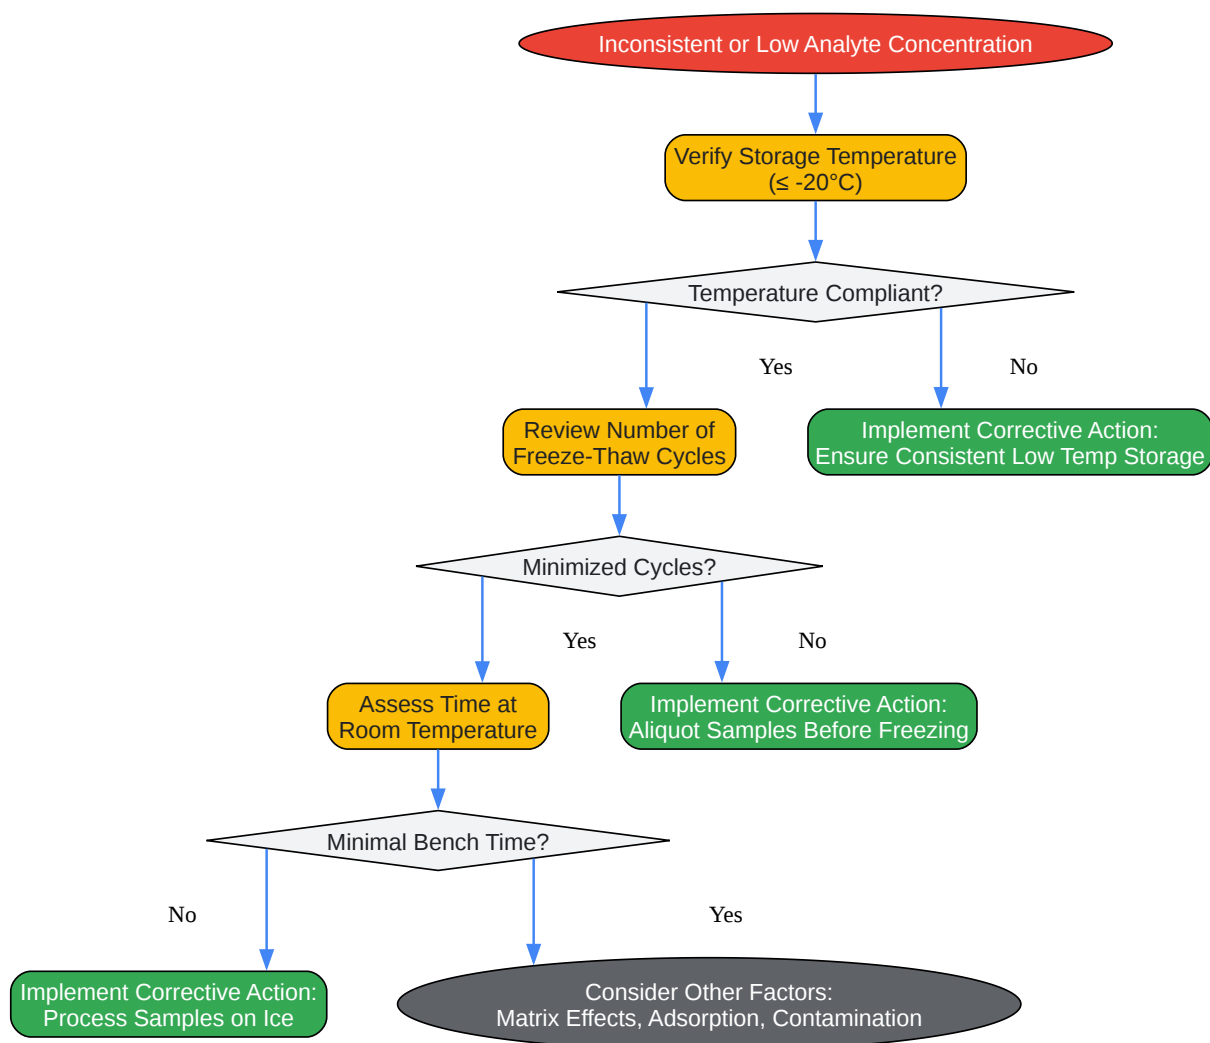 Inconsistent or Low Analyte Concentration
Verify Storage Temperature
(≤ -20°C)
Temperature Compliant?
Yes
No
Review Number of
Freeze-Thaw Cycles
Implement Corrective Action:
Ensure Consistent Low Temp Storage
Minimized Cycles?
Yes
No
Assess Time at
Room Temperature
Implement Corrective Action:
Aliquot Samples Before Freezing
Minimal Bench Time?
No
Yes
Implement Corrective Action:
Process Samples on Ice
Consider Other Factors:
Matrix Effects, Adsorption, Contamination